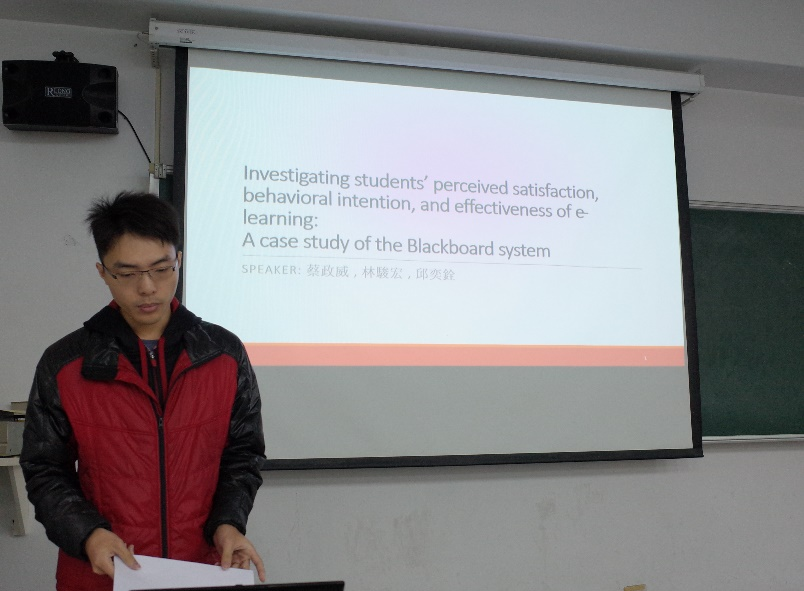 Investigating students' perceived satisfaction,
behavioral intention, and effectiveness of e-
learning:
A case study of the Blackboard system
SPEAKER: 蔡政威，林駿宏，邱奕銓